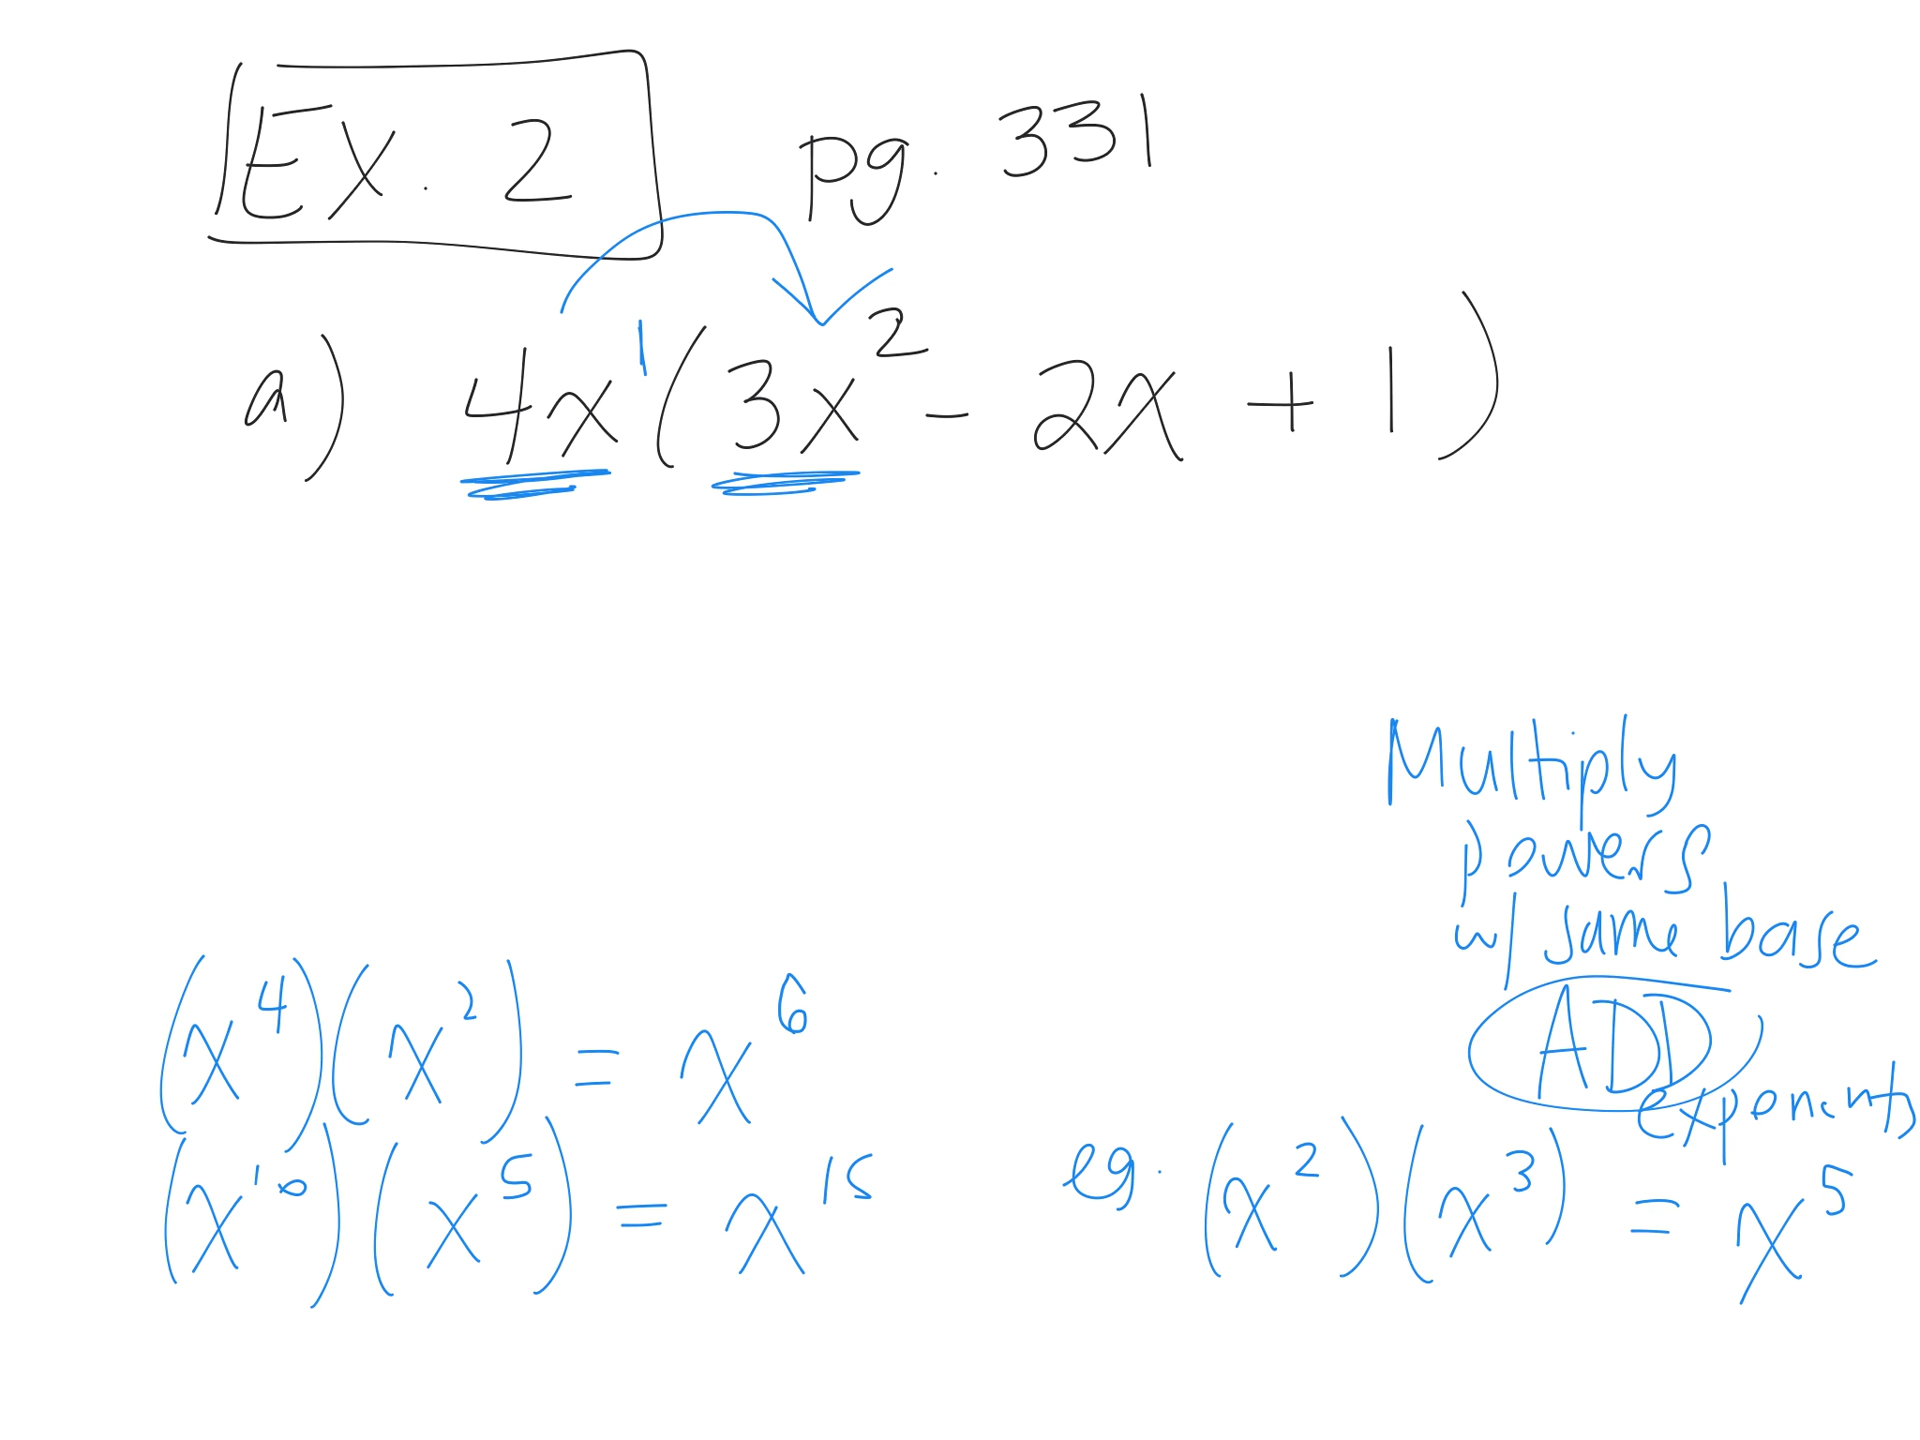 Ex. 2 pg. 331
a) 4x¹(3x² - 2x + 1)
Multiply
powers
w/ same base
ADD
exponents
(x⁴)(x²) = x⁶
(x¹⁰)(x⁵) = x¹⁵
eg. (x²)(x³) = x⁵